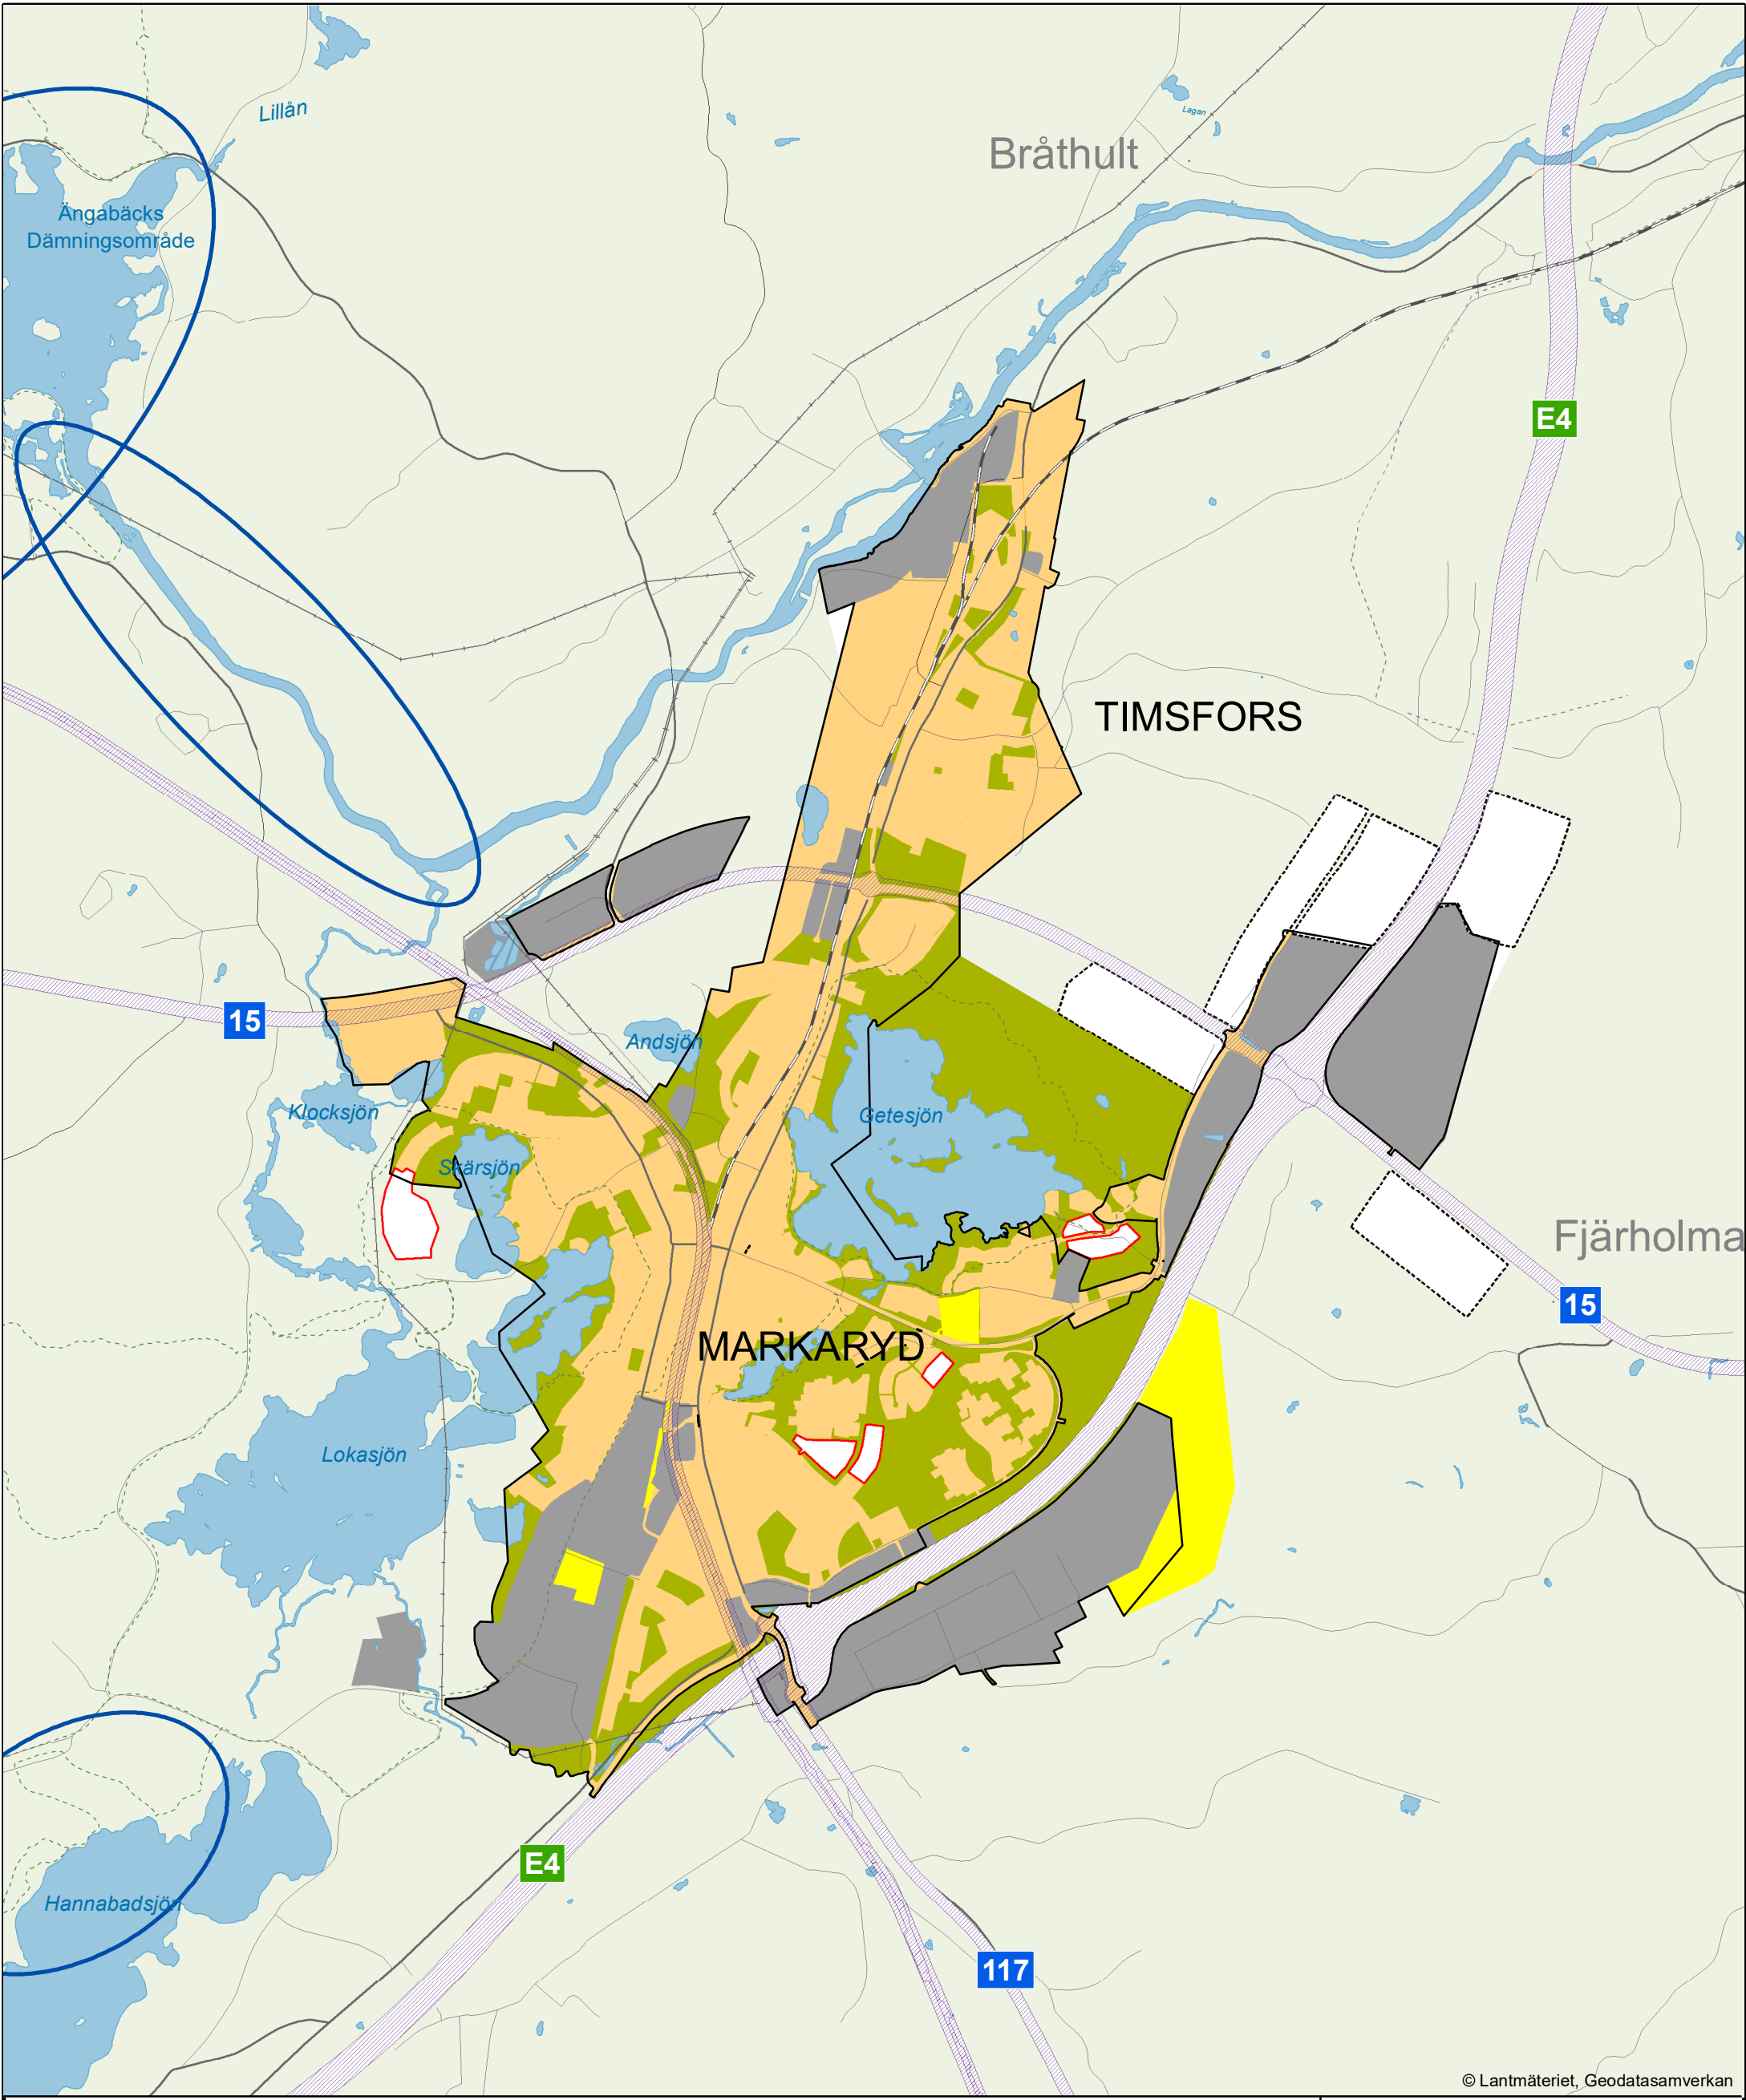 Lillån
Lagan
Bråthult
Ängabäcks
Dämningsområde
E4
TIMSFORS
15
Andsjön
Klocksjön
Getesjön
Skärsjön
Fjärholma
15
MARKARYD
Lokasjön
E4
Hannabadsjön
117
© Lantmäteriet, Geodatasamverkan